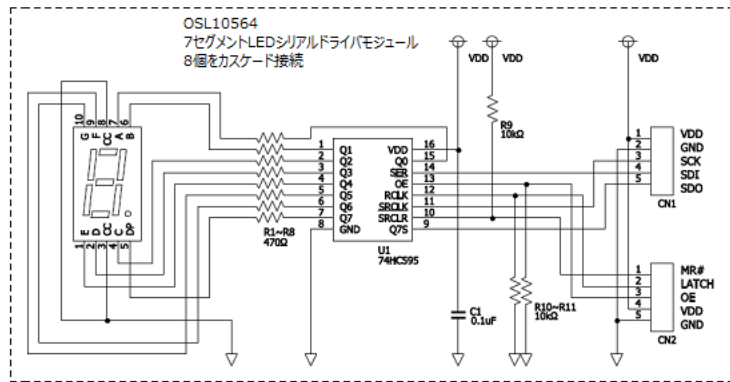 OSL10564
7セグメントLEDシリアルドライバモジュール
8個をカスケード接続
VDD
VDD
VDD
10 9 8 7 6
G F CC A B
E D CC C DP
1 2 3 4 5
R1~R8
470Ω
1 Q1
2 Q2
3 Q3
4 Q4
5 Q5
6 Q6
7 Q7
8 GND
VDD 16
Q0 15
SER 14
OE 13
RCLK 12
SRCLK 11
SRCLR 10
Q7S 9
U1
74HC595
R9
10kΩ
C1
0.1uF
R10~R11
10kΩ
1 VDD
2 GND
3 SCK
4 SDI
5 SDO
CN1
1 MR#
2 LATCH
3 OE
4 VDD
5 GND
CN2